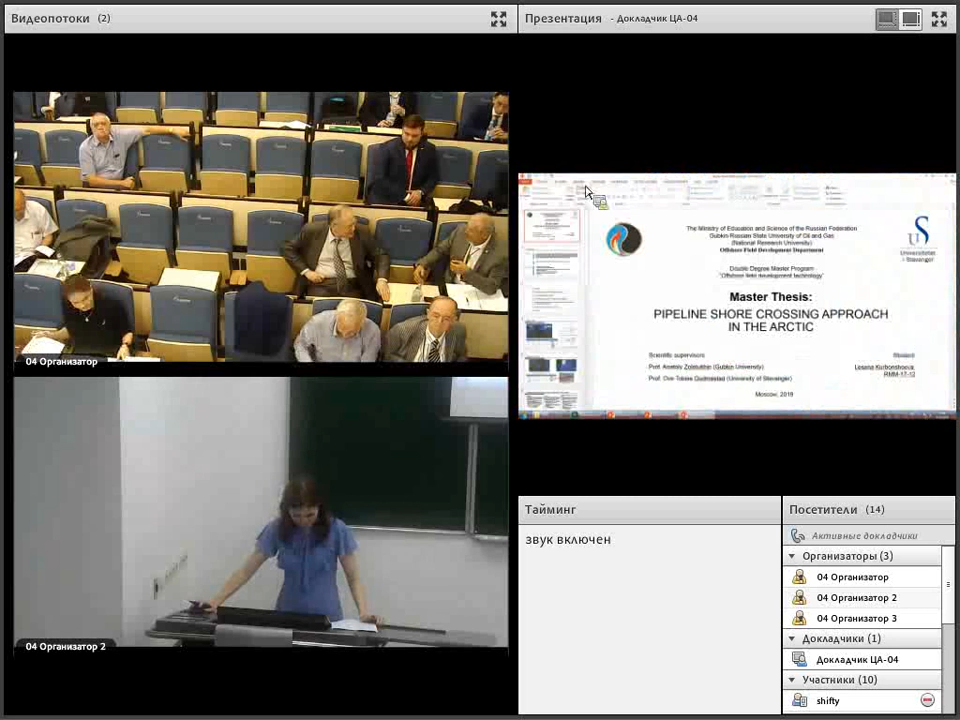 Видеопотоки (2)
Презентация - Докладчик ЦА-04
04 Организатор
04 Организатор 2
The Ministry of Education and Science of the Russian Federation
Gubkin Russian State University of Oil and Gas
(National Research University)
Offshore Field Development Department
Universitetet
i Stavanger
Double Degree Master Program
"Offshore field development technology"
Master Thesis:
PIPELINE SHORE CROSSING APPROACH
IN THE ARCTIC
Scientific supervisors
Prof. Anatoly Zolotukhin (Gubkin University)
Prof. Ove Tobias Gudmestad (University of Stavanger)
RMM-17-12
Moscow, 2019
Тайминг
звук включен
Посетители (14)
Активные докладчики
Организаторы (3)
04 Организатор
04 Организатор 2
04 Организатор 3
Докладчики (1)
Докладчик ЦА-04
Участники (10)
shifty